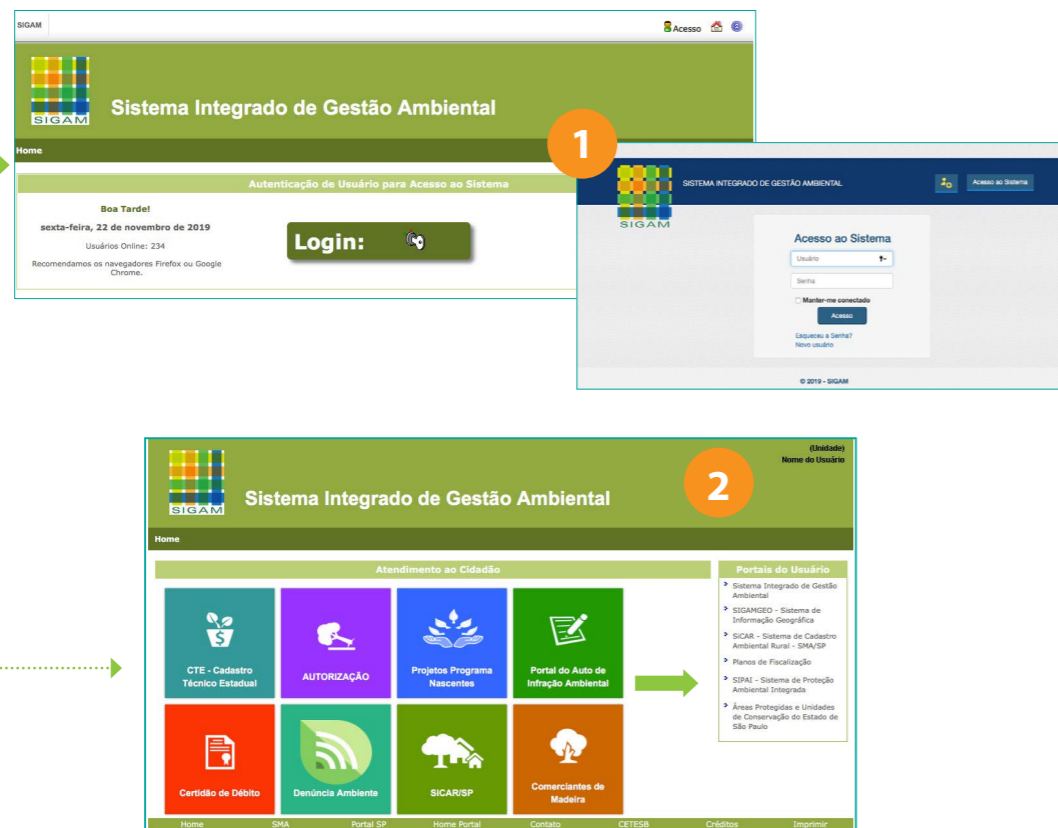 SIGAM
Acesso
SIGAM
Sistema Integrado de Gestão Ambiental
Home
Autenticação de Usuário para Acesso ao Sistema
Boa Tarde!
sexta-feira, 22 de novembro de 2019
Usuários Online: 234
Recomendamos os navegadores Firefox ou Google
Chrome.
Login:
1
SIGAM
SISTEMA INTEGRADO DE GESTÃO AMBIENTAL
Acesso ao Sistema
Acesso ao Sistema
Usuário
Senha
Manter-me conectado
Acesso
Esqueceu a Senha?
Novo usuário
© 2019 - SIGAM
(Unidade)
Nome do Usuário
2
SIGAM
Sistema Integrado de Gestão Ambiental
Home
Atendimento ao Cidadão
CTE - Cadastro
Técnico Estadual
AUTORIZAÇÃO
Projetos Programa
Nascentes
Portal do Auto de
Infração Ambiental
Certidão de Débito
Denúncia Ambiente
SiCAR/SP
Comerciantes de
Madeira
Portais do Usuário
Sistema Integrado de Gestão
Ambiental
SIGAMGEO - Sistema de
Informação Geográfica
SiCAR - Sistema de Cadastro
Ambiental Rural - SMA/SP
Planos de Fiscalização
SIPAI - Sistema de Proteção
Ambiental Integrada
Áreas Protegidas e Unidades
de Conservação do Estado de
São Paulo
Home SMA Portal SP Home Portal Contato CETESB Créditos Imprimir